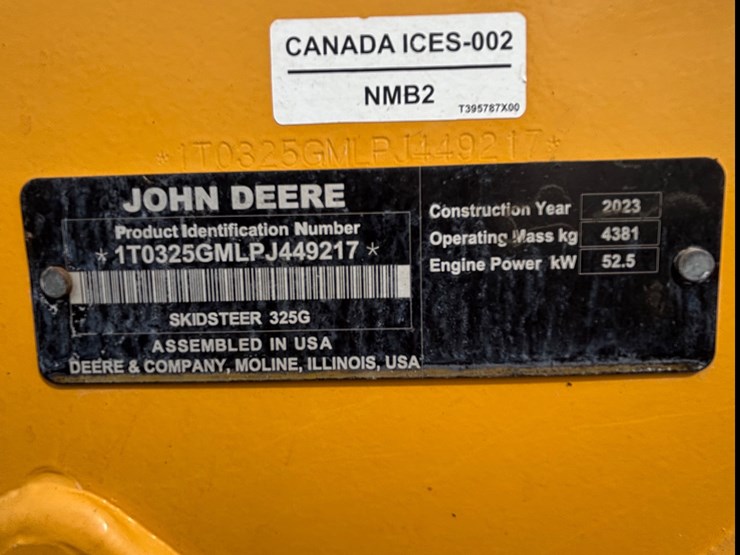 CANADA ICES-002
NMB2
T395787X00
*1T0325GMLPJ449217*
JOHN DEERE
Product Identification Number
*1T0325GMLPJ449217*
SKIDSTEER 325G
ASSEMBLED IN USA
DEERE & COMPANY, MOLINE, ILLINOIS, USA
Construction Year 2023
Operating Mass kg 4381
Engine Power kW 52.5